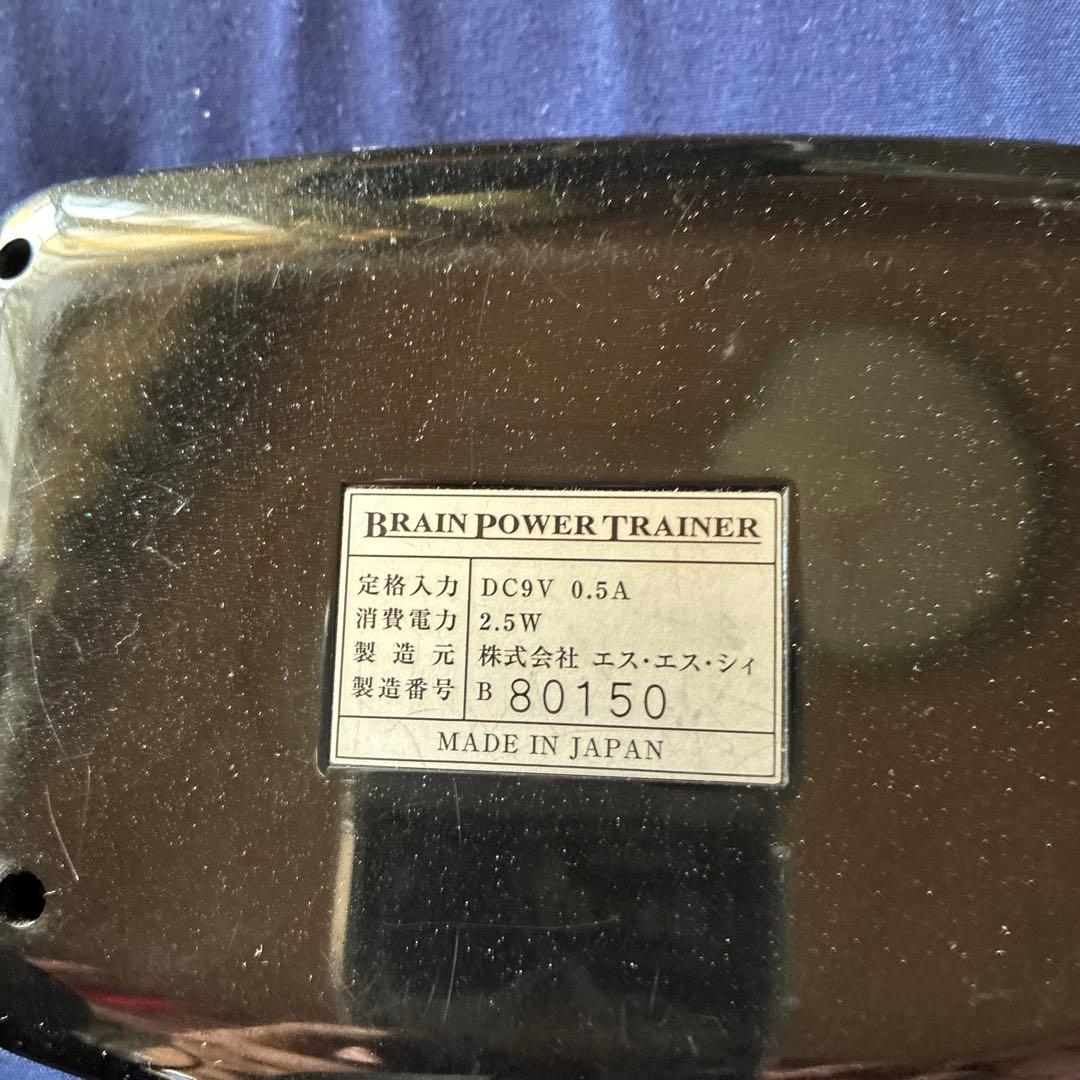 BRAIN POWER TRAINER
定格入力 DC9V 0.5A
消費電力 2.5W
製造元 株式会社 エス・エス・シィ
製造番号 B 80150
MADE IN JAPAN